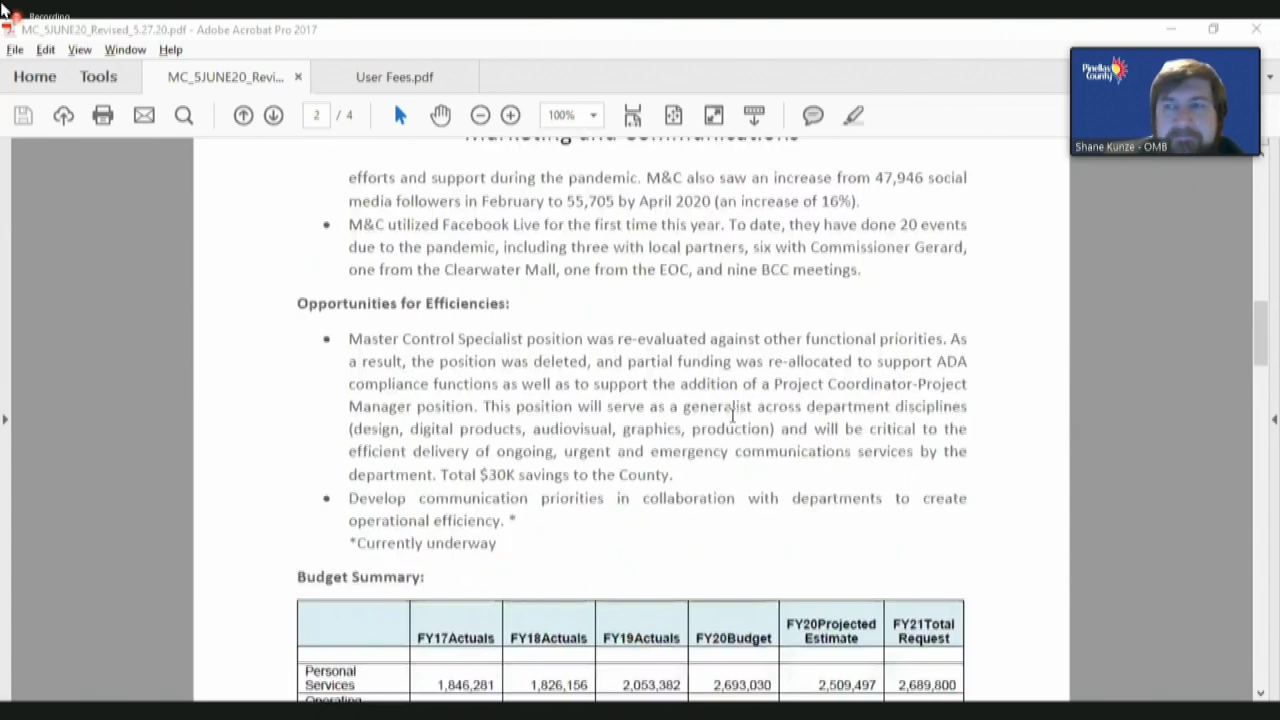 Recording
MC_5JUNE20_Revised_5.27.20.pdf - Adobe Acrobat Pro 2017
File Edit View Window Help
Home Tools MC_5JUNE20_Revi... × User Fees.pdf
2 / 4 100%
Pinellas
County
Shane Kunze - OMB
Marketing and Communications
efforts and support during the pandemic. M&C also saw an increase from 47,946 social
media followers in February to 55,705 by April 2020 (an increase of 16%).
• M&C utilized Facebook Live for the first time this year. To date, they have done 20 events
due to the pandemic, including three with local partners, six with Commissioner Gerard,
one from the Clearwater Mall, one from the EOC, and nine BCC meetings.
Opportunities for Efficiencies:
• Master Control Specialist position was re-evaluated against other functional priorities. As
a result, the position was deleted, and partial funding was re-allocated to support ADA
compliance functions as well as to support the addition of a Project Coordinator-Project
Manager position. This position will serve as a generalist across department disciplines
(design, digital products, audiovisual, graphics, production) and will be critical to the
efficient delivery of ongoing, urgent and emergency communications services by the
department. Total $30K savings to the County.
• Develop communication priorities in collaboration with departments to create
operational efficiency. *
*Currently underway
Budget Summary:
FY17Actuals FY18Actuals FY19Actuals FY20Budget FY20Projected Estimate FY21Total Request
Personal Services 1,846,281 1,826,156 2,053,382 2,693,030 2,509,497 2,689,800
Operating